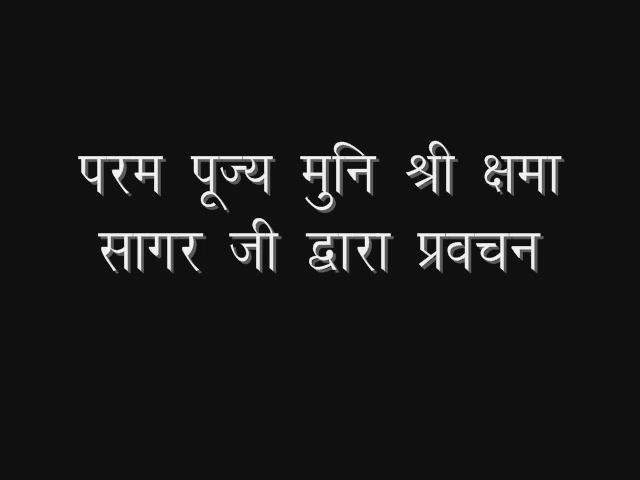 परम पूज्य मुनि श्री क्षमा
सागर जी द्वारा प्रवचन